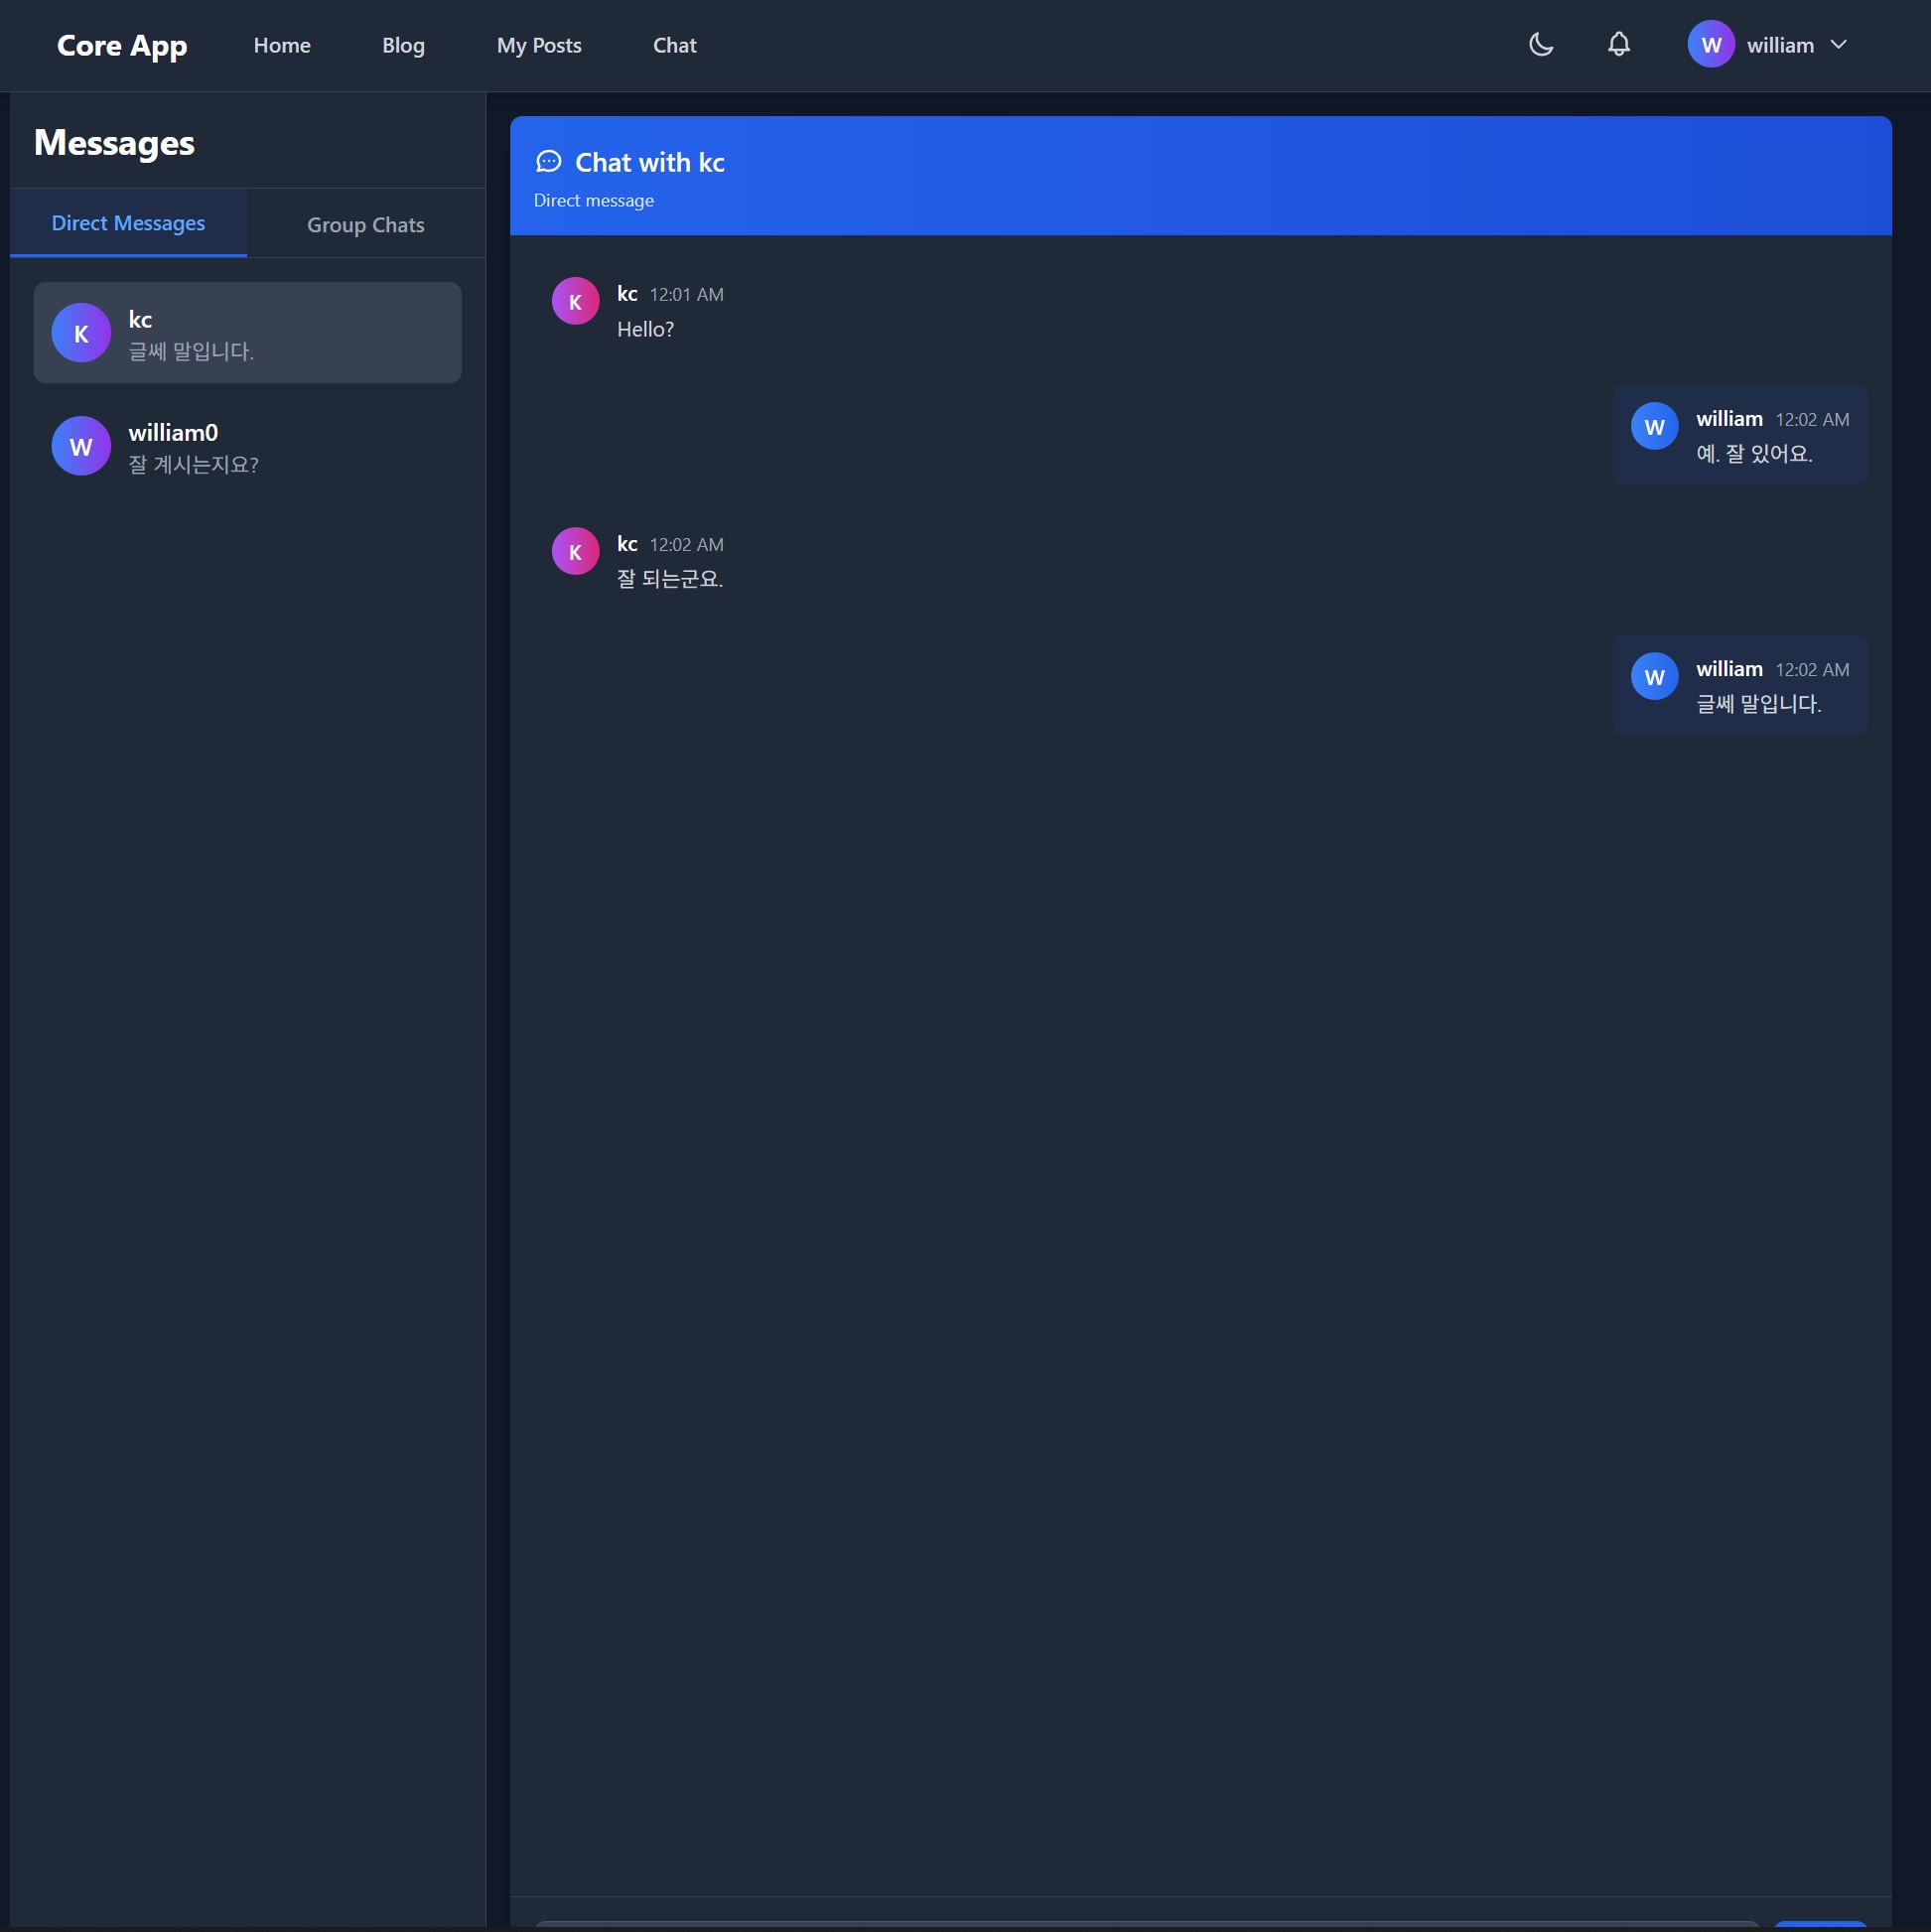 Core App
Home
Blog
My Posts
Chat
W
william
Messages
Direct Messages
Group Chats
K
kc
글쎄 말입니다.
W
william0
잘 계시는지요?
Chat with kc
Direct message
K
kc 12:01 AM
Hello?
W
william 12:02 AM
예. 잘 있어요.
K
kc 12:02 AM
잘 되는군요.
W
william 12:02 AM
글쎄 말입니다.